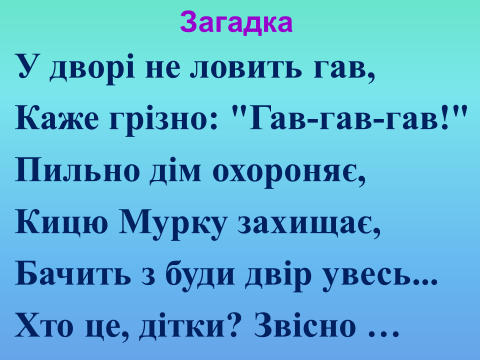 Загадка
У дворі не ловить гав,
Каже грізно: "Гав-гав-гав!"
Пильно дім охороняє,
Кицю Мурку захищає,
Бачить з буди двір увесь...
Хто це, дітки? Звісно …